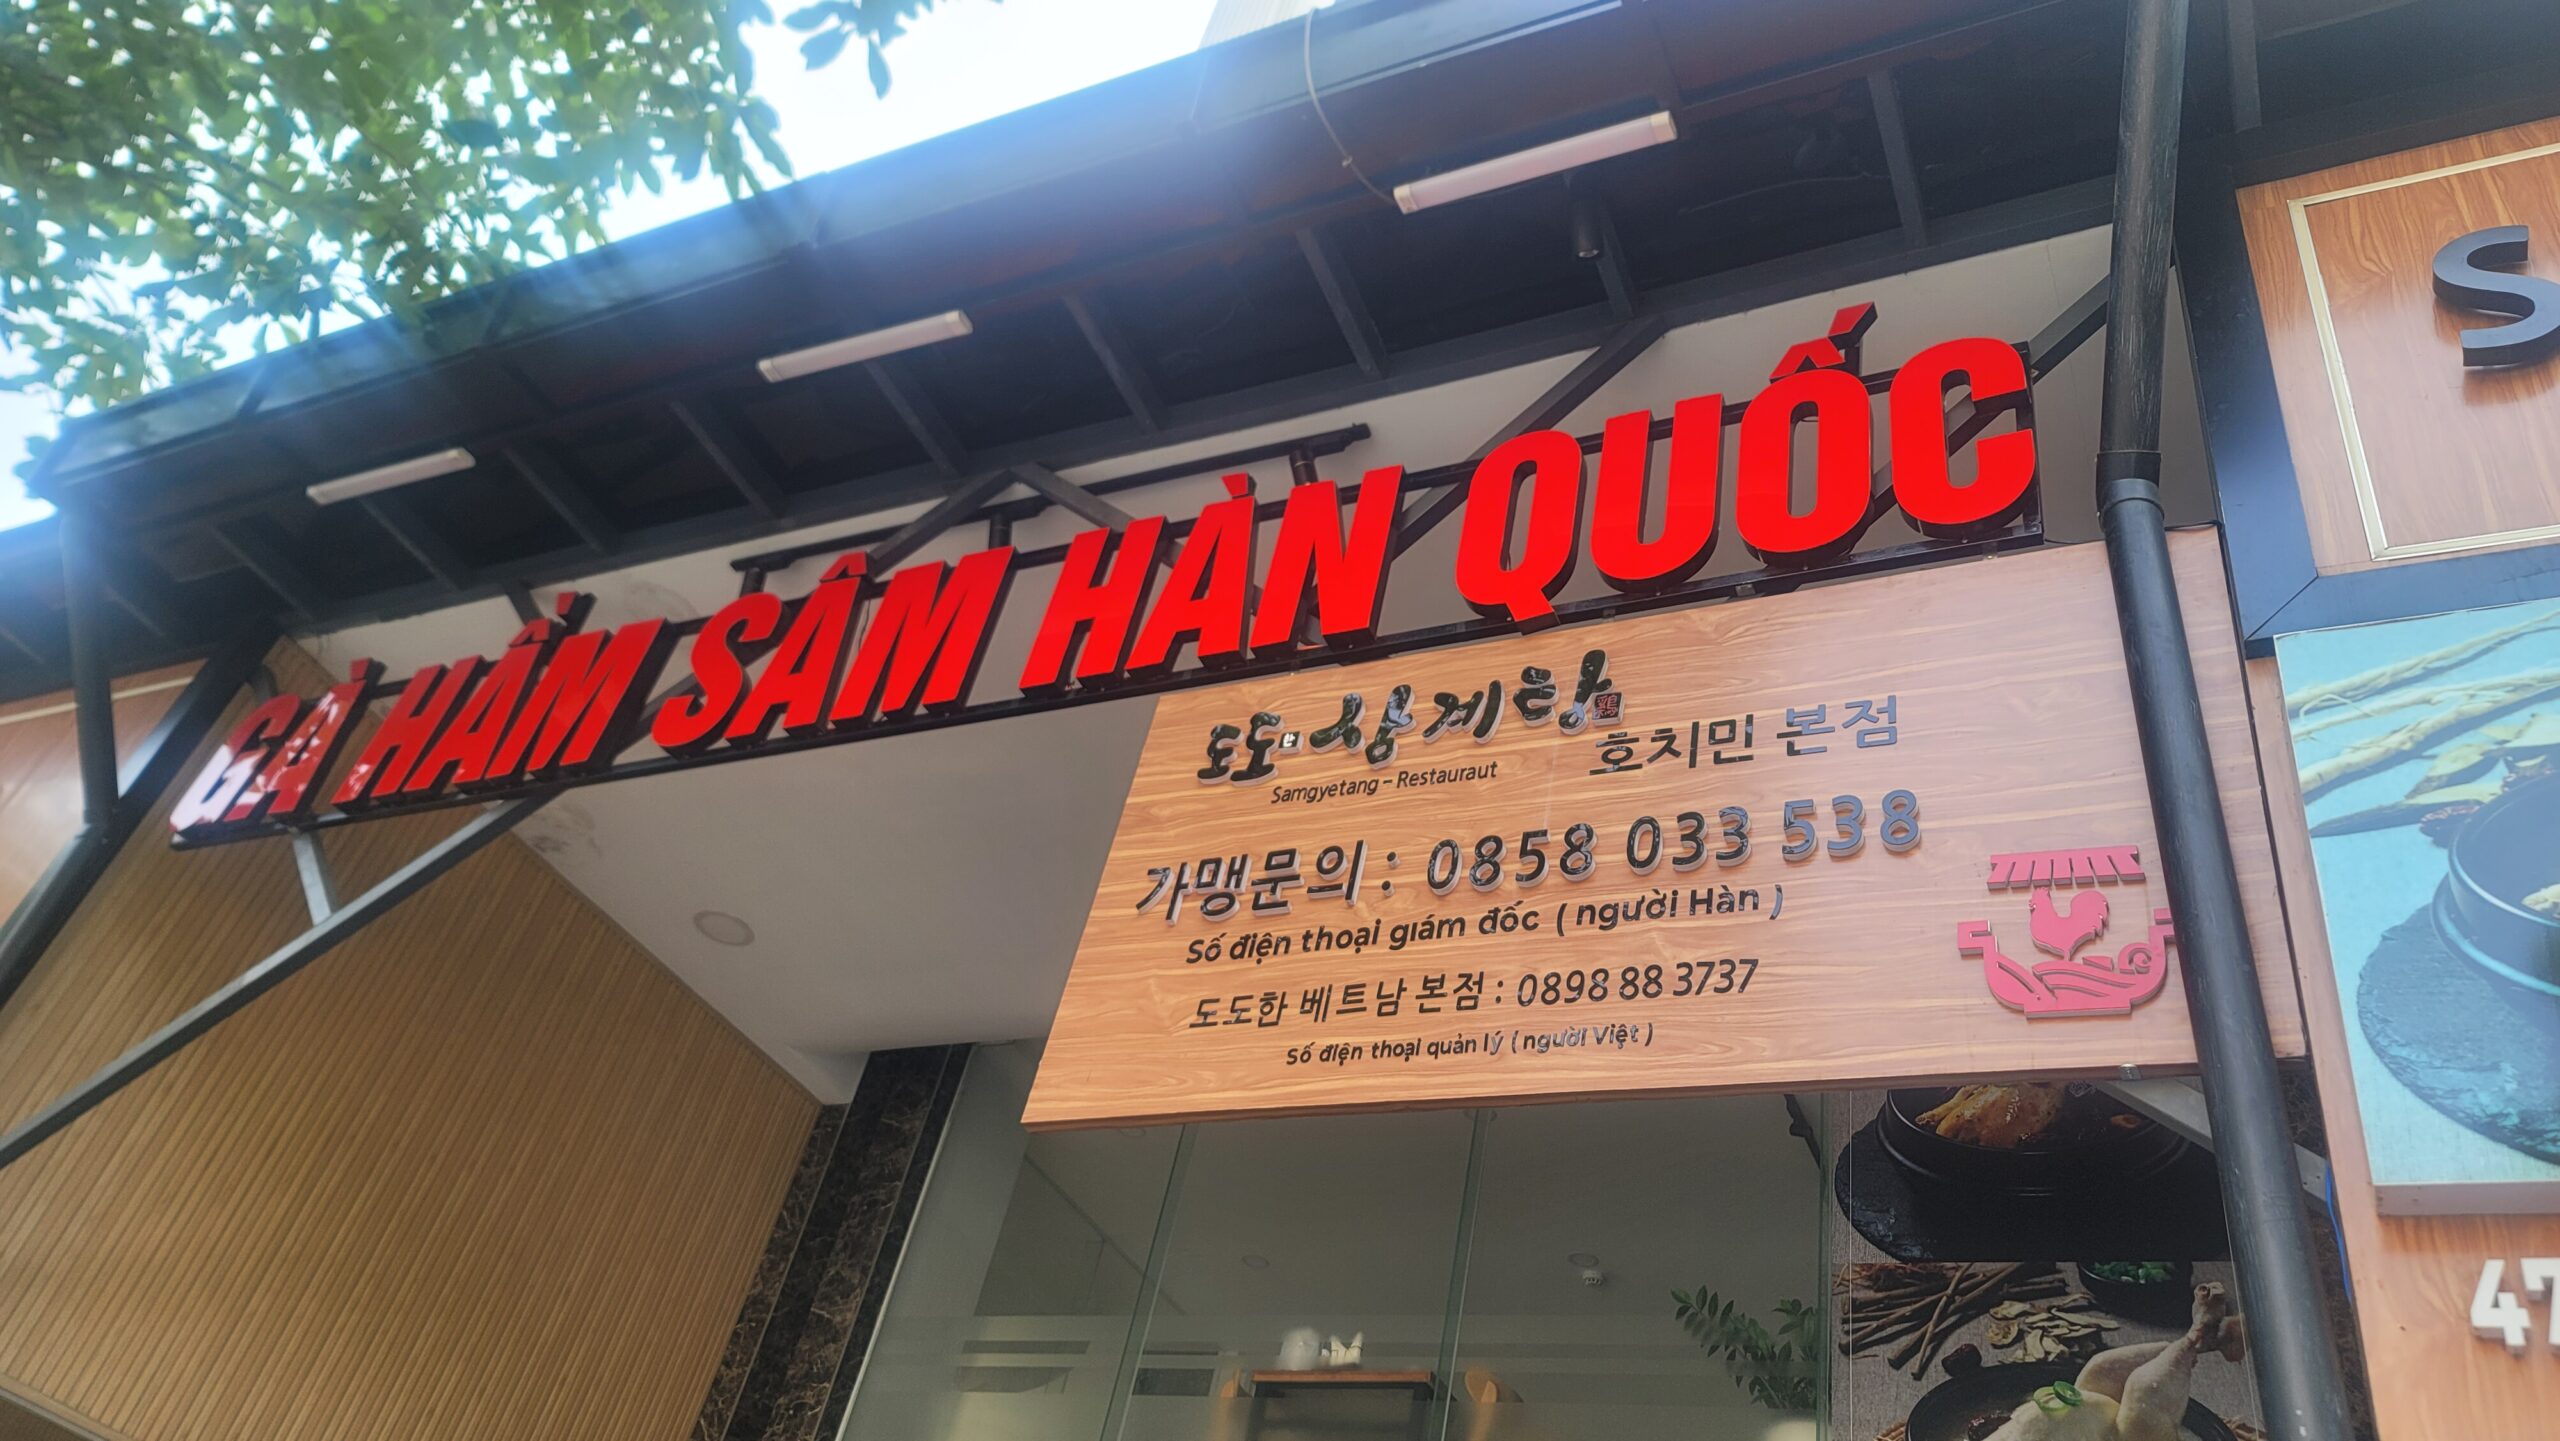 GÀ HẦM SÂM HÀN QUỐC
도도한 삼계탕 鷄
Samgyetang – Restauraut
호치민 본점
가맹문의 : 0858 033 538
Số điện thoại giám đốc ( người Hàn )
도도한 베트남 본점 : 0898 88 3737
Số điện thoại quản lý ( người Việt )
S
47